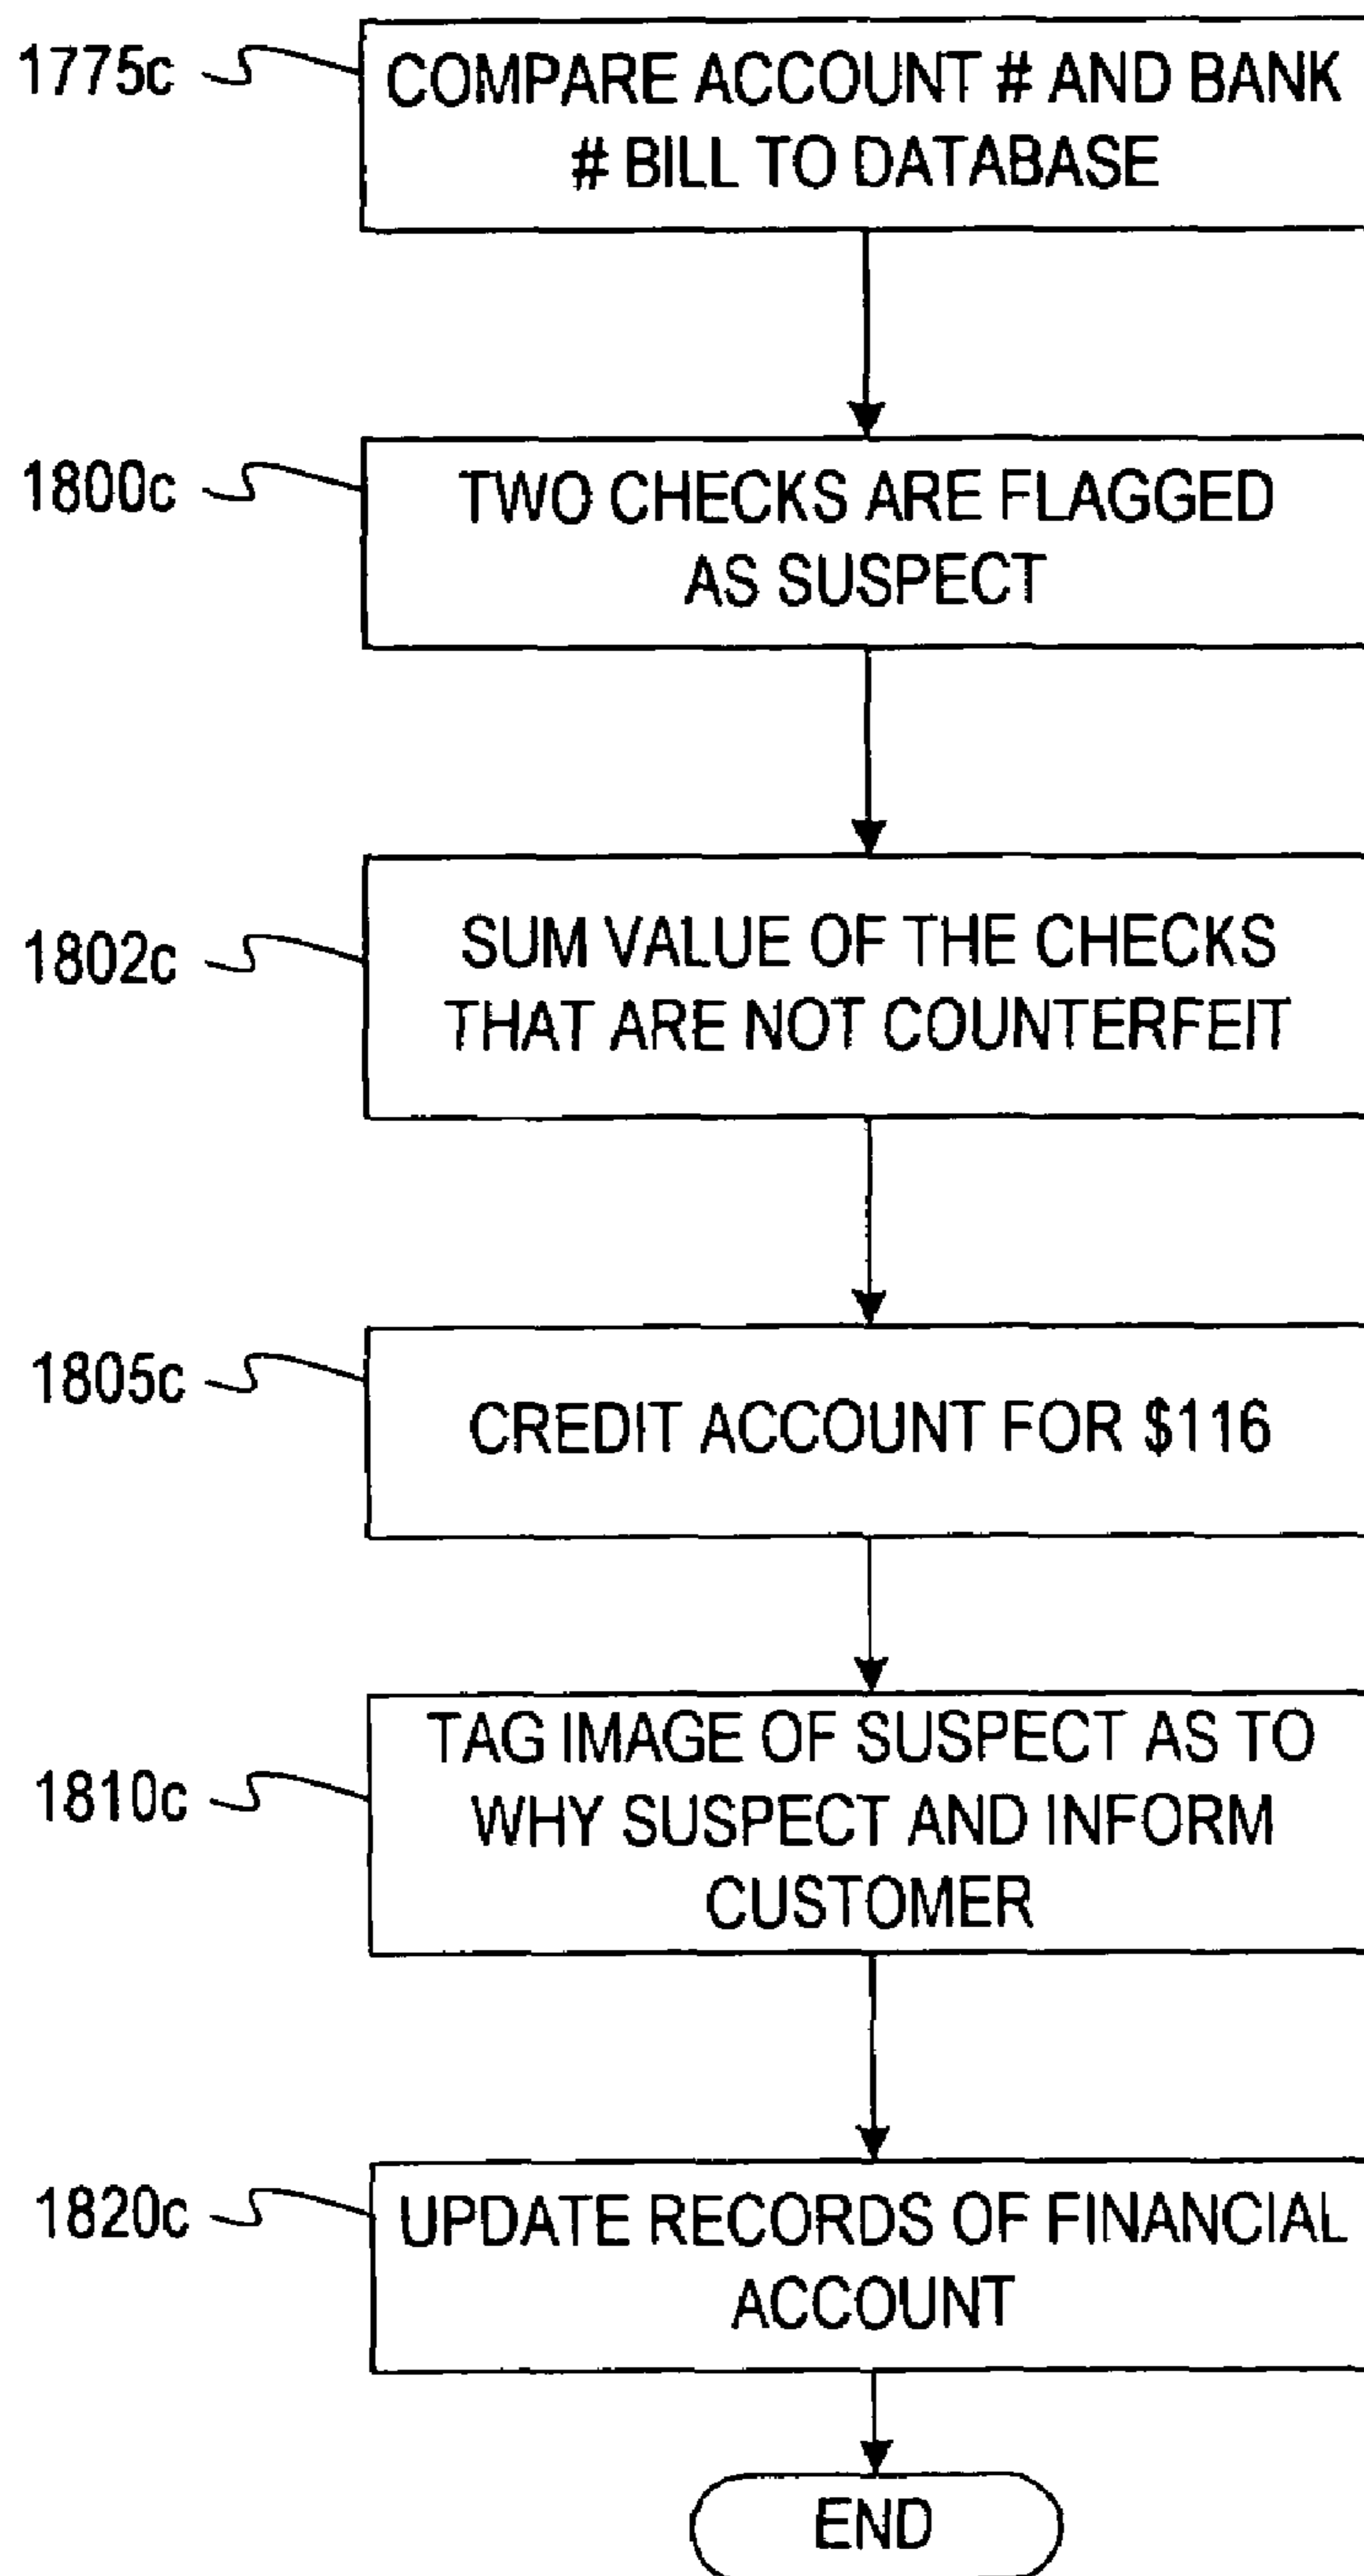 1775c
COMPARE ACCOUNT # AND BANK
# BILL TO DATABASE
1800c
TWO CHECKS ARE FLAGGED
AS SUSPECT
1802c
SUM VALUE OF THE CHECKS
THAT ARE NOT COUNTERFEIT
1805c
CREDIT ACCOUNT FOR $116
1810c
TAG IMAGE OF SUSPECT AS TO
WHY SUSPECT AND INFORM
CUSTOMER
1820c
UPDATE RECORDS OF FINANCIAL
ACCOUNT
END